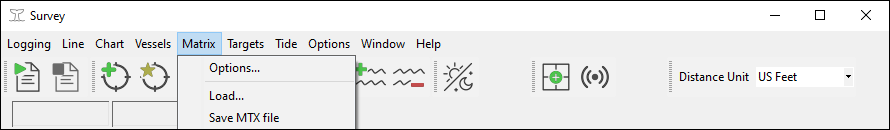 Survey
Logging Line Chart Vessels Matrix Targets Tide Options Window Help
Options...
Distance Unit US Feet
Load...
Save MTX file